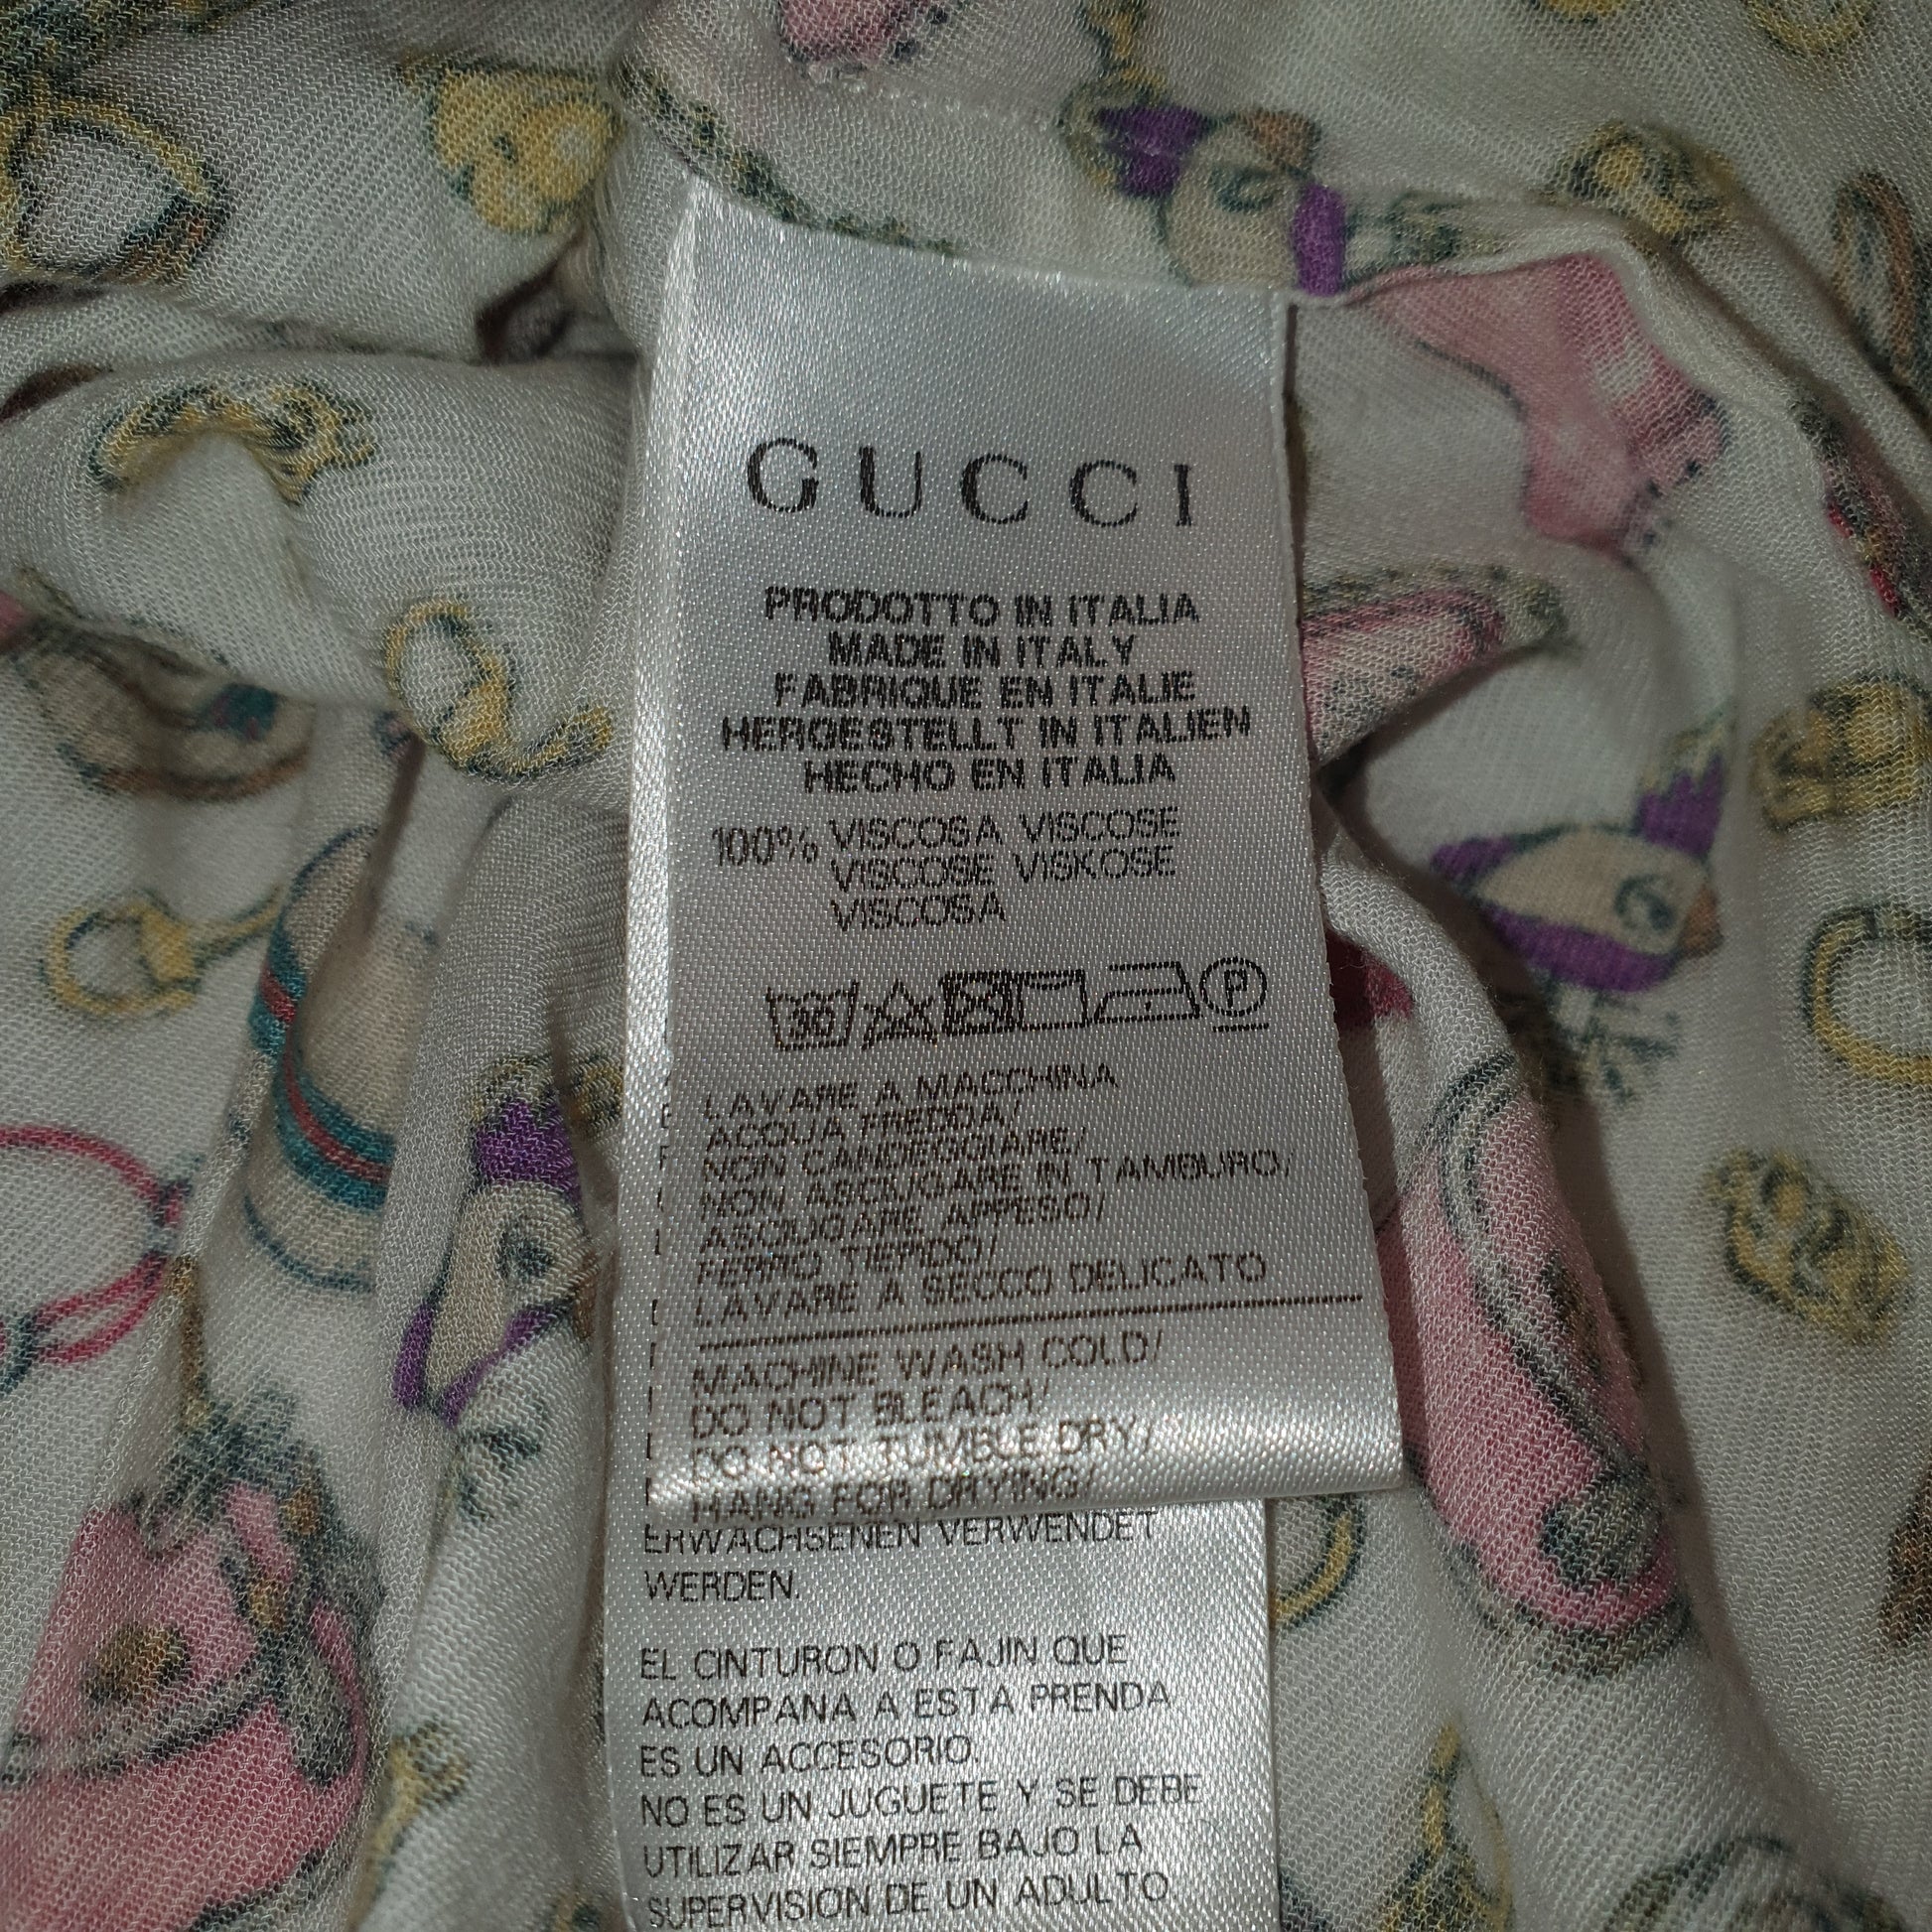 GUCCI
PRODOTTO IN ITALIA
MADE IN ITALY
FABRIQUE EN ITALIE
HERGESTELLT IN ITALIEN
HECHO EN ITALIA
100% VISCOSA VISCOSE
VISCOSE VISKOSE
VISCOSA
30 P
LAVARE A MACCHINA
ACQUA FREDDA/
NON CANDEGGIARE/
NON ASCIUGARE IN TAMBURO/
ASCIUGARE APPESO/
FERRO TIEPIDO/
LAVARE A SECCO DELICATO
MACHINE WASH COLD/
DO NOT BLEACH/
DO NOT TUMBLE DRY/
HANG FOR DRYING/
ERWACHSENEN VERWENDET
WERDEN.
EL CINTURON O FAJIN QUE
ACOMPANA A ESTA PRENDA
ES UN ACCESORIO.
NO ES UN JUGUETE Y SE DEBE
UTILIZAR SIEMPRE BAJO LA
SUPERVISION DE UN ADULTO